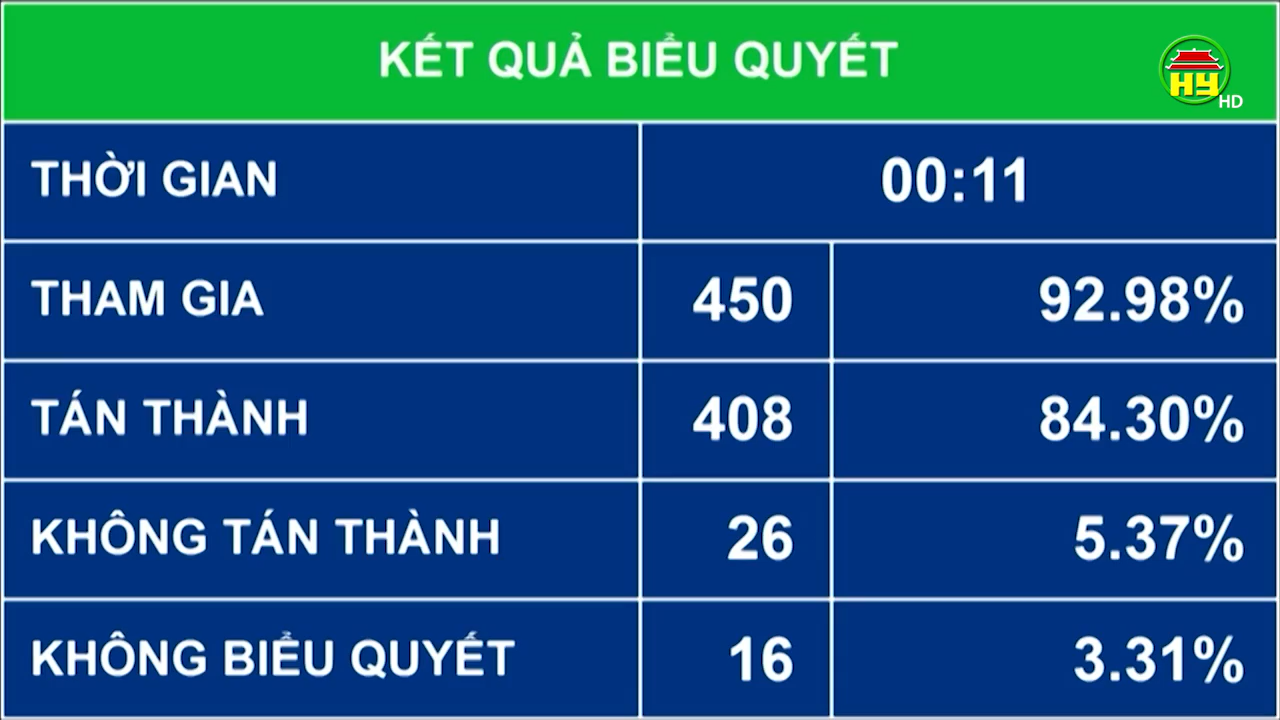 KẾT QUẢ BIỂU QUYẾT
HY HD
THỜI GIAN 00:11
THAM GIA 450 92.98%
TÁN THÀNH 408 84.30%
KHÔNG TÁN THÀNH 26 5.37%
KHÔNG BIỂU QUYẾT 16 3.31%